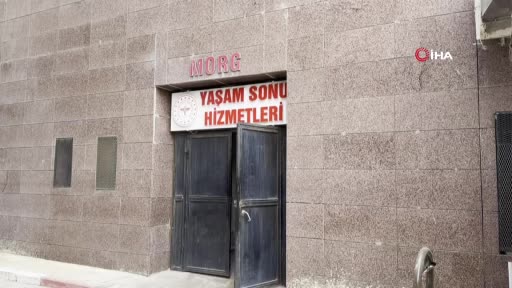 İHA
MORG
YAŞAM SONU
HİZMETLERİ